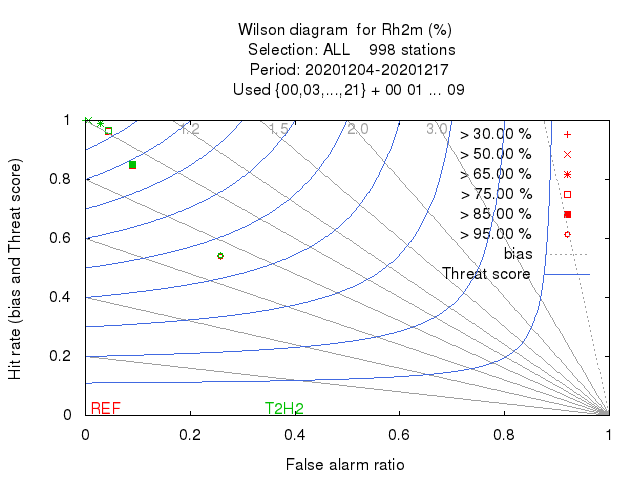 Wilson diagram for Rh2m (%)
Selection: ALL 998 stations
Period: 20201204-20201217
Used {00,03,...,21} + 00 01 ... 09
Hit rate (bias and Threat score)
1
0.8
0.6
0.4
0.2
0
1.2
1.5
2.0
3.0
> 30.00 %
> 50.00 %
> 65.00 %
> 75.00 %
> 85.00 %
> 95.00 %
bias
Threat score
REF
T2H2
0
0.2
0.4
0.6
0.8
1
False alarm ratio